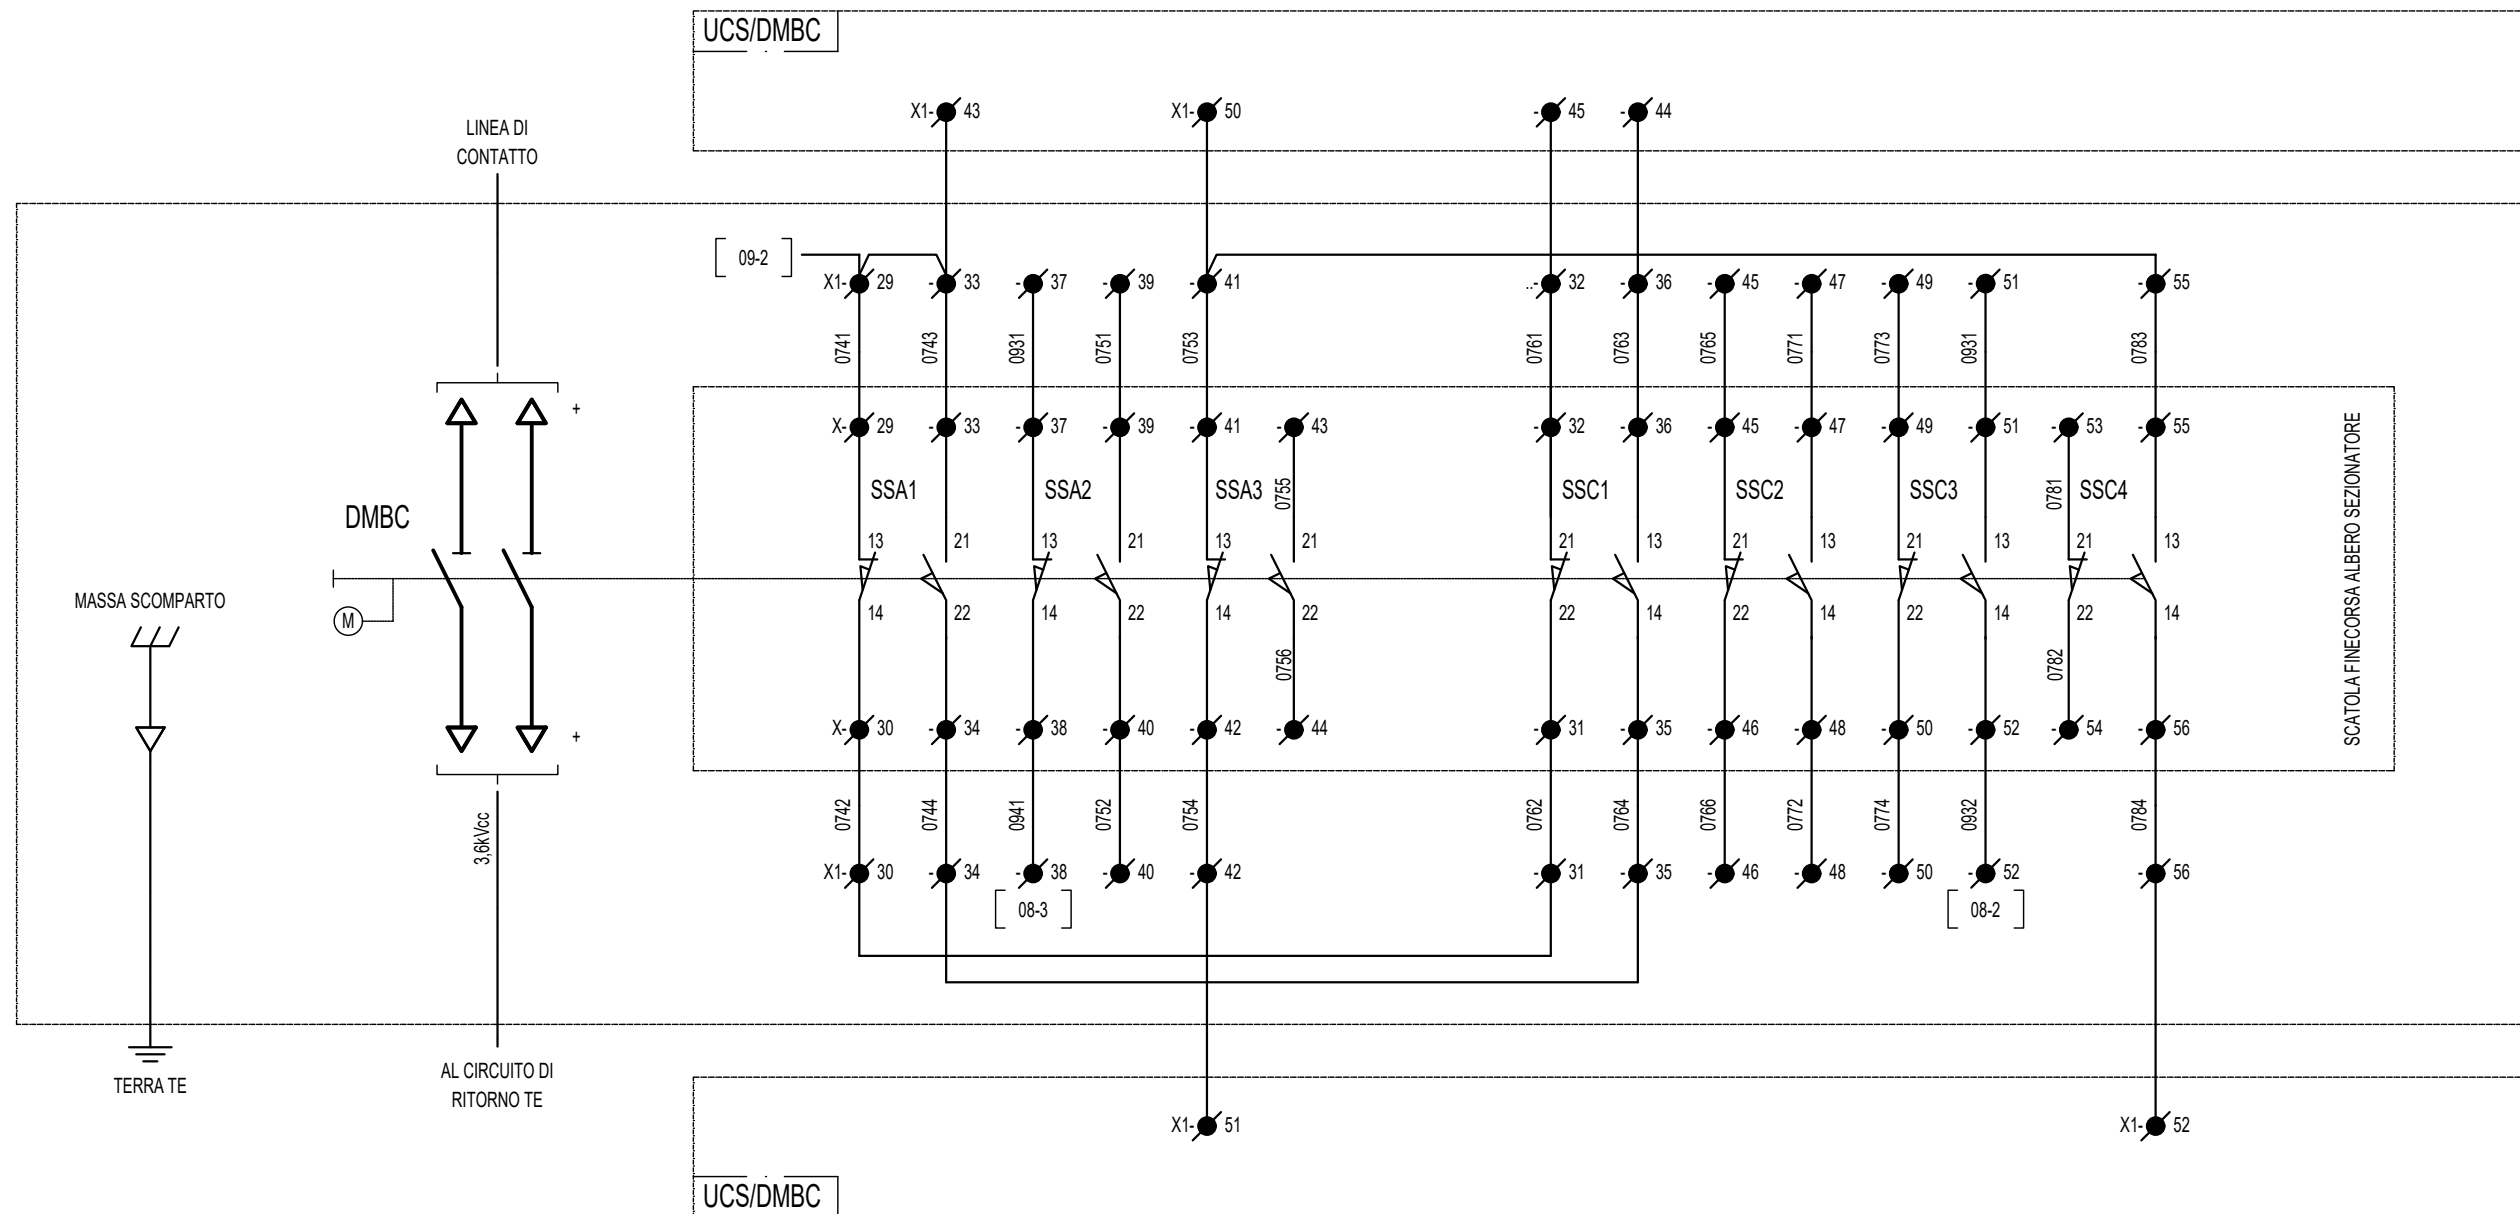 UCS/DMBC
X1- 43 X1- 50 - 45 - 44
LINEA DI
CONTATTO
09-2
X1- 29 - 33 - 37 - 39 - 41 ..- 32 - 36 - 45 - 47 - 49 - 51 - 55
0741 0743 0931 0751 0753 0761 0763 0765 0771 0773 0931 0783
+
X- 29 - 33 - 37 - 39 - 41 - 43 - 32 - 36 - 45 - 47 - 49 - 51 - 53 - 55
SSA1 SSA2 SSA3 0755 SSC1 SSC2 SSC3 0781 SSC4
SCATOLA FINECORSA ALBERO SEZIONATORE
DMBC
13 21 13 21 13 21 21 13 21 13 21 13 21 13
MASSA SCOMPARTO
M
14 22 14 22 14 22 22 14 22 14 22 14 22 14
0756 0782
X- 30 - 34 - 38 - 40 - 42 - 44 - 31 - 35 - 46 - 48 - 50 - 52 - 54 - 56
+
3,6kVcc
0742 0744 0941 0752 0754 0762 0764 0766 0772 0774 0932 0784
X1- 30 - 34 - 38 - 40 - 42 - 31 - 35 - 46 - 48 - 50 - 52 - 56
08-3 08-2
TERRA TE
AL CIRCUITO DI
RITORNO TE
X1- 51 X1- 52
UCS/DMBC